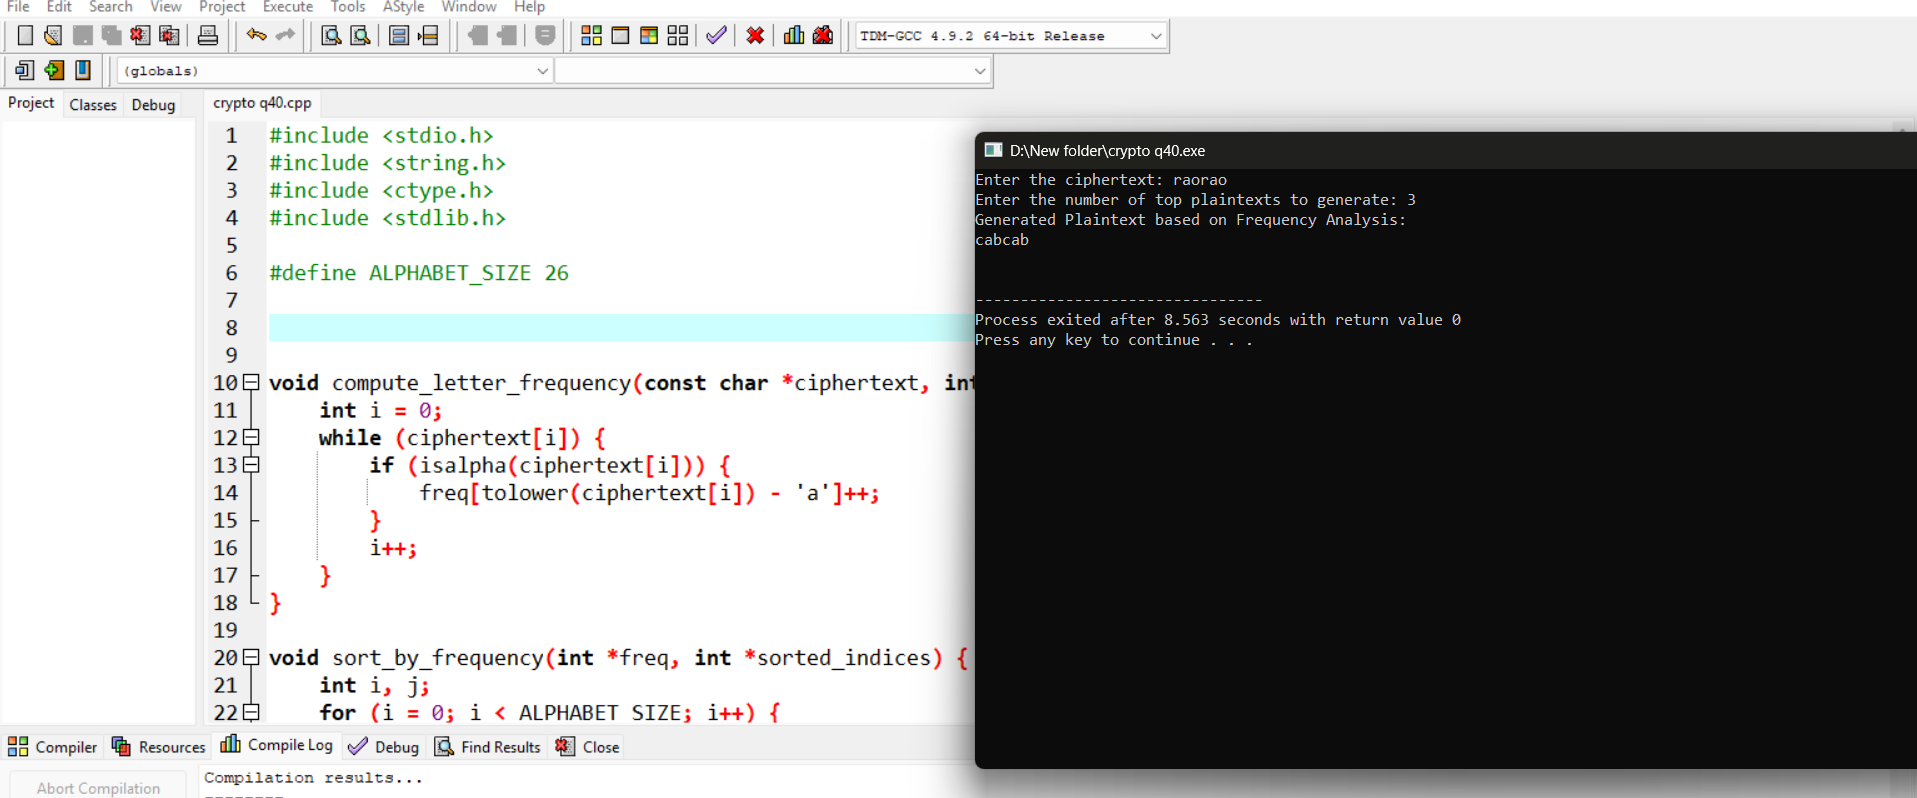 File Edit Search View Project Execute Tools AStyle Window Help
TDM-GCC 4.9.2 64-bit Release
(globals)
Project Classes Debug crypto q40.cpp
1 #include <stdio.h>
2 #include <string.h>
3 #include <ctype.h>
4 #include <stdlib.h>
5
6 #define ALPHABET_SIZE 26
7
8
9
10 void compute_letter_frequency(const char *ciphertext, int
11 int i = 0;
12 while (ciphertext[i]) {
13 if (isalpha(ciphertext[i])) {
14 freq[tolower(ciphertext[i]) - 'a']++;
15 }
16 i++;
17 }
18 }
19
20 void sort_by_frequency(int *freq, int *sorted_indices) {
21 int i, j;
22 for (i = 0; i < ALPHABET_SIZE; i++) {
D:\New folder\crypto q40.exe
Enter the ciphertext: raorao
Enter the number of top plaintexts to generate: 3
Generated Plaintext based on Frequency Analysis:
cabcab
--------------------------------
Process exited after 8.563 seconds with return value 0
Press any key to continue . . .
Compiler Resources Compile Log Debug Find Results Close
Abort Compilation
Compilation results...
--------